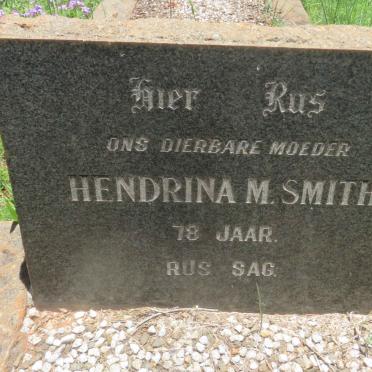 Hier Rus
ONS DIERBARE MOEDER
HENDRINA M. SMITH
78 JAAR.
RUS SAG.